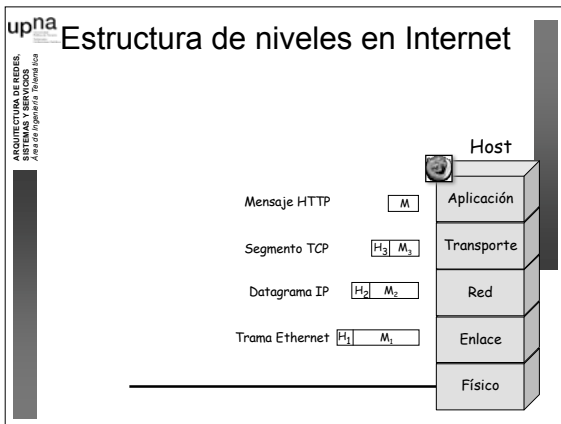 upna
Estructura de niveles en Internet
ARQUITECTURA DE REDES,
SISTEMAS Y SERVICIOS
Área de Ingeniería Telemática
Host
Mensaje HTTP M Aplicación
Segmento TCP H₃ M₃ Transporte
Datagrama IP H₂ M₂ Red
Trama Ethernet H₁ M₁ Enlace
Físico